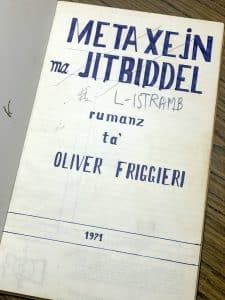 METAXEIN
ma JITBIDDEL
L-ISTRAMB
rumanz
ta'
OLIVER FRIGGIERI
1971